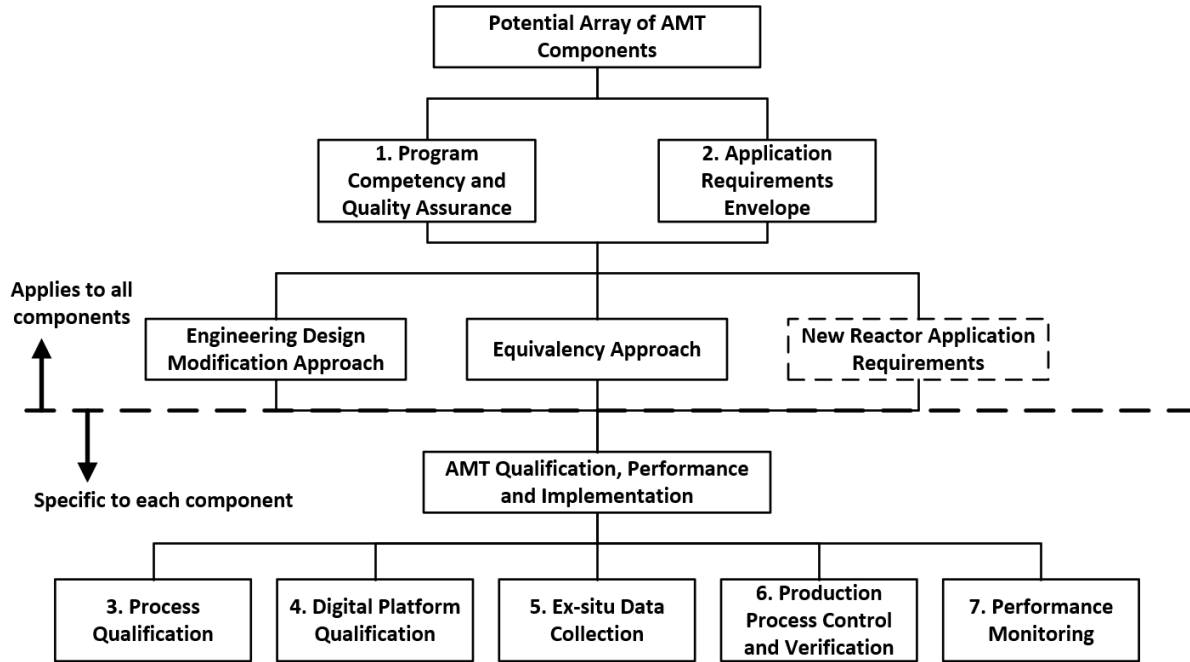 Potential Array of AMT
Components
1. Program
Competency and
Quality Assurance
2. Application
Requirements
Envelope
Applies to all
components
Engineering Design
Modification Approach
Equivalency Approach
New Reactor Application
Requirements
AMT Qualification, Performance
and Implementation
Specific to each component
3. Process
Qualification
4. Digital Platform
Qualification
5. Ex-situ Data
Collection
6. Production
Process Control
and Verification
7. Performance
Monitoring